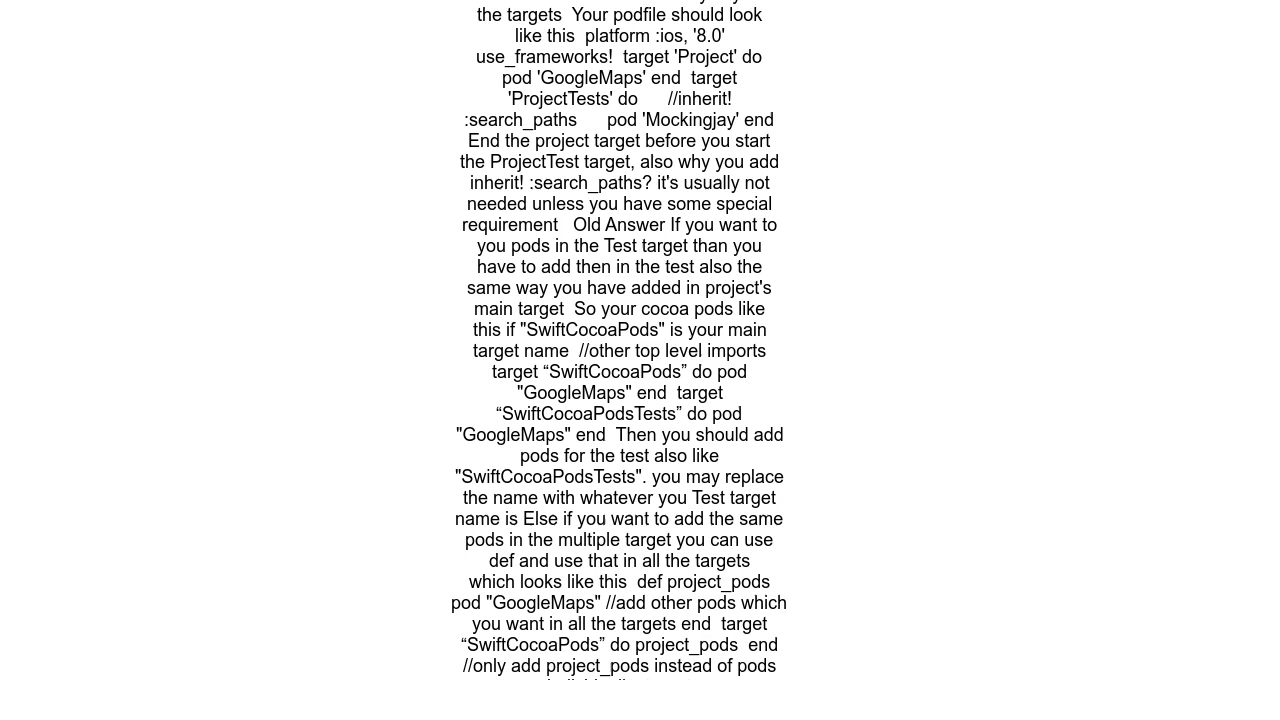 the targets  Your podfile should look
like this  platform :ios, '8.0'
use_frameworks!  target 'Project' do
pod 'GoogleMaps' end  target
'ProjectTests' do      //inherit!
:search_paths      pod 'Mockingjay' end
End the project target before you start
the ProjectTest target, also why you add
inherit! :search_paths? it's usually not
needed unless you have some special
requirement   Old Answer If you want to
you pods in the Test target than you
have to add then in the test also the
same way you have added in project's
main target  So your cocoa pods like
this if "SwiftCocoaPods" is your main
target name  //other top level imports
target “SwiftCocoaPods” do pod
"GoogleMaps" end  target
“SwiftCocoaPodsTests” do pod
"GoogleMaps" end  Then you should add
pods for the test also like
"SwiftCocoaPodsTests". you may replace
the name with whatever you Test target
name is Else if you want to add the same
pods in the multiple target you can use
def and use that in all the targets
which looks like this  def project_pods
pod "GoogleMaps" //add other pods which
you want in all the targets end  target
“SwiftCocoaPods” do project_pods  end
//only add project_pods instead of pods